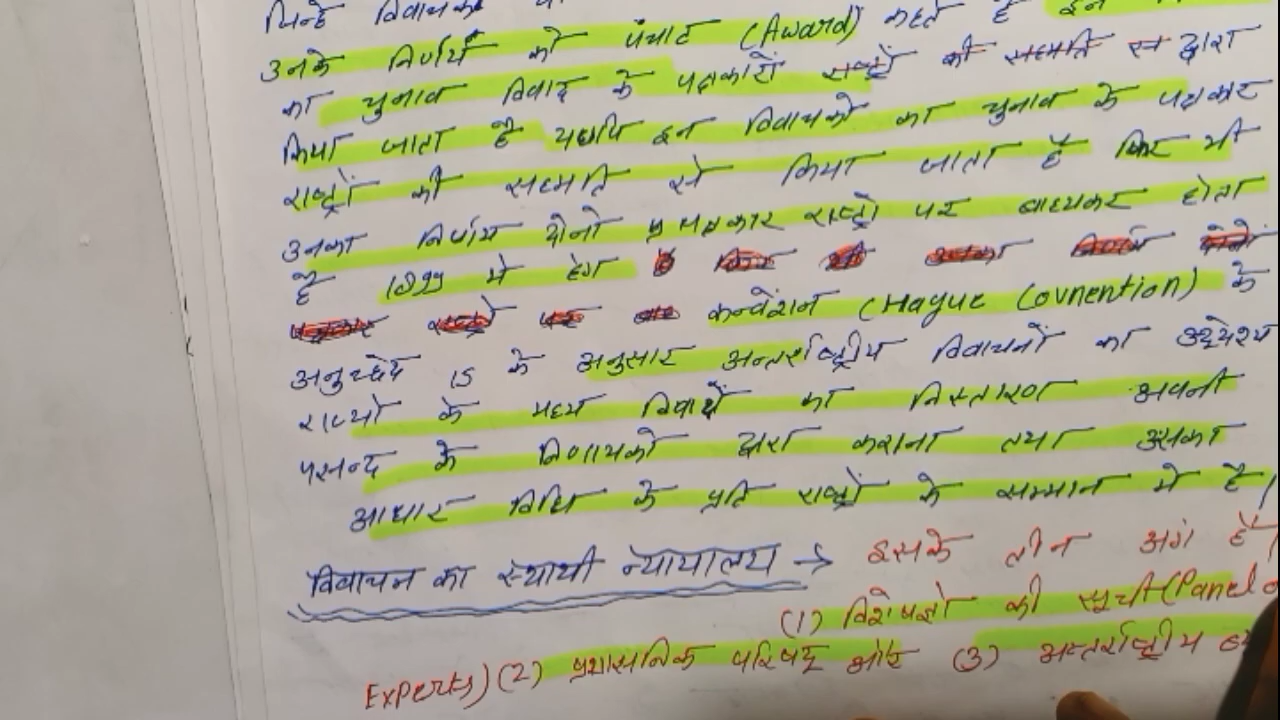 जिन्हे विवाचक
उनके निर्णयों को पंचाट (Award) कहते है इन
का चुनाव विवाद के पक्षकारों राष्ट्रों की सहमति से द्वारा
किया जाता है यद्यपि इन विवाचको का चुनाव के पक्षकार
राष्ट्रों की सहमति से किया जाता है फिर भी
उनका निर्णय दोनो पक्षकार राष्ट्रो पर बाध्यकर होता
है 1899 मे हेग
कन्वेंशन (Hague Covnention) के
अनुच्छेद 15 के अनुसार अन्तर्राष्ट्रीय विवाचनों का उद्देश्य
राज्यो के मध्य विवादों का निस्तारण अपनी
पसन्द के निर्णायको द्वारा कराना तथा उसका
आधार विधि के प्रति राष्ट्रों के सम्मान मे है।
विवाचन का स्थायी न्यायालय → इसके तीन अंग हैं।
(1) विशेषज्ञो की सूची (Panel o
Experts) (2) प्रशासनिक परिषद और (3) अन्तर्राष्ट्रीय